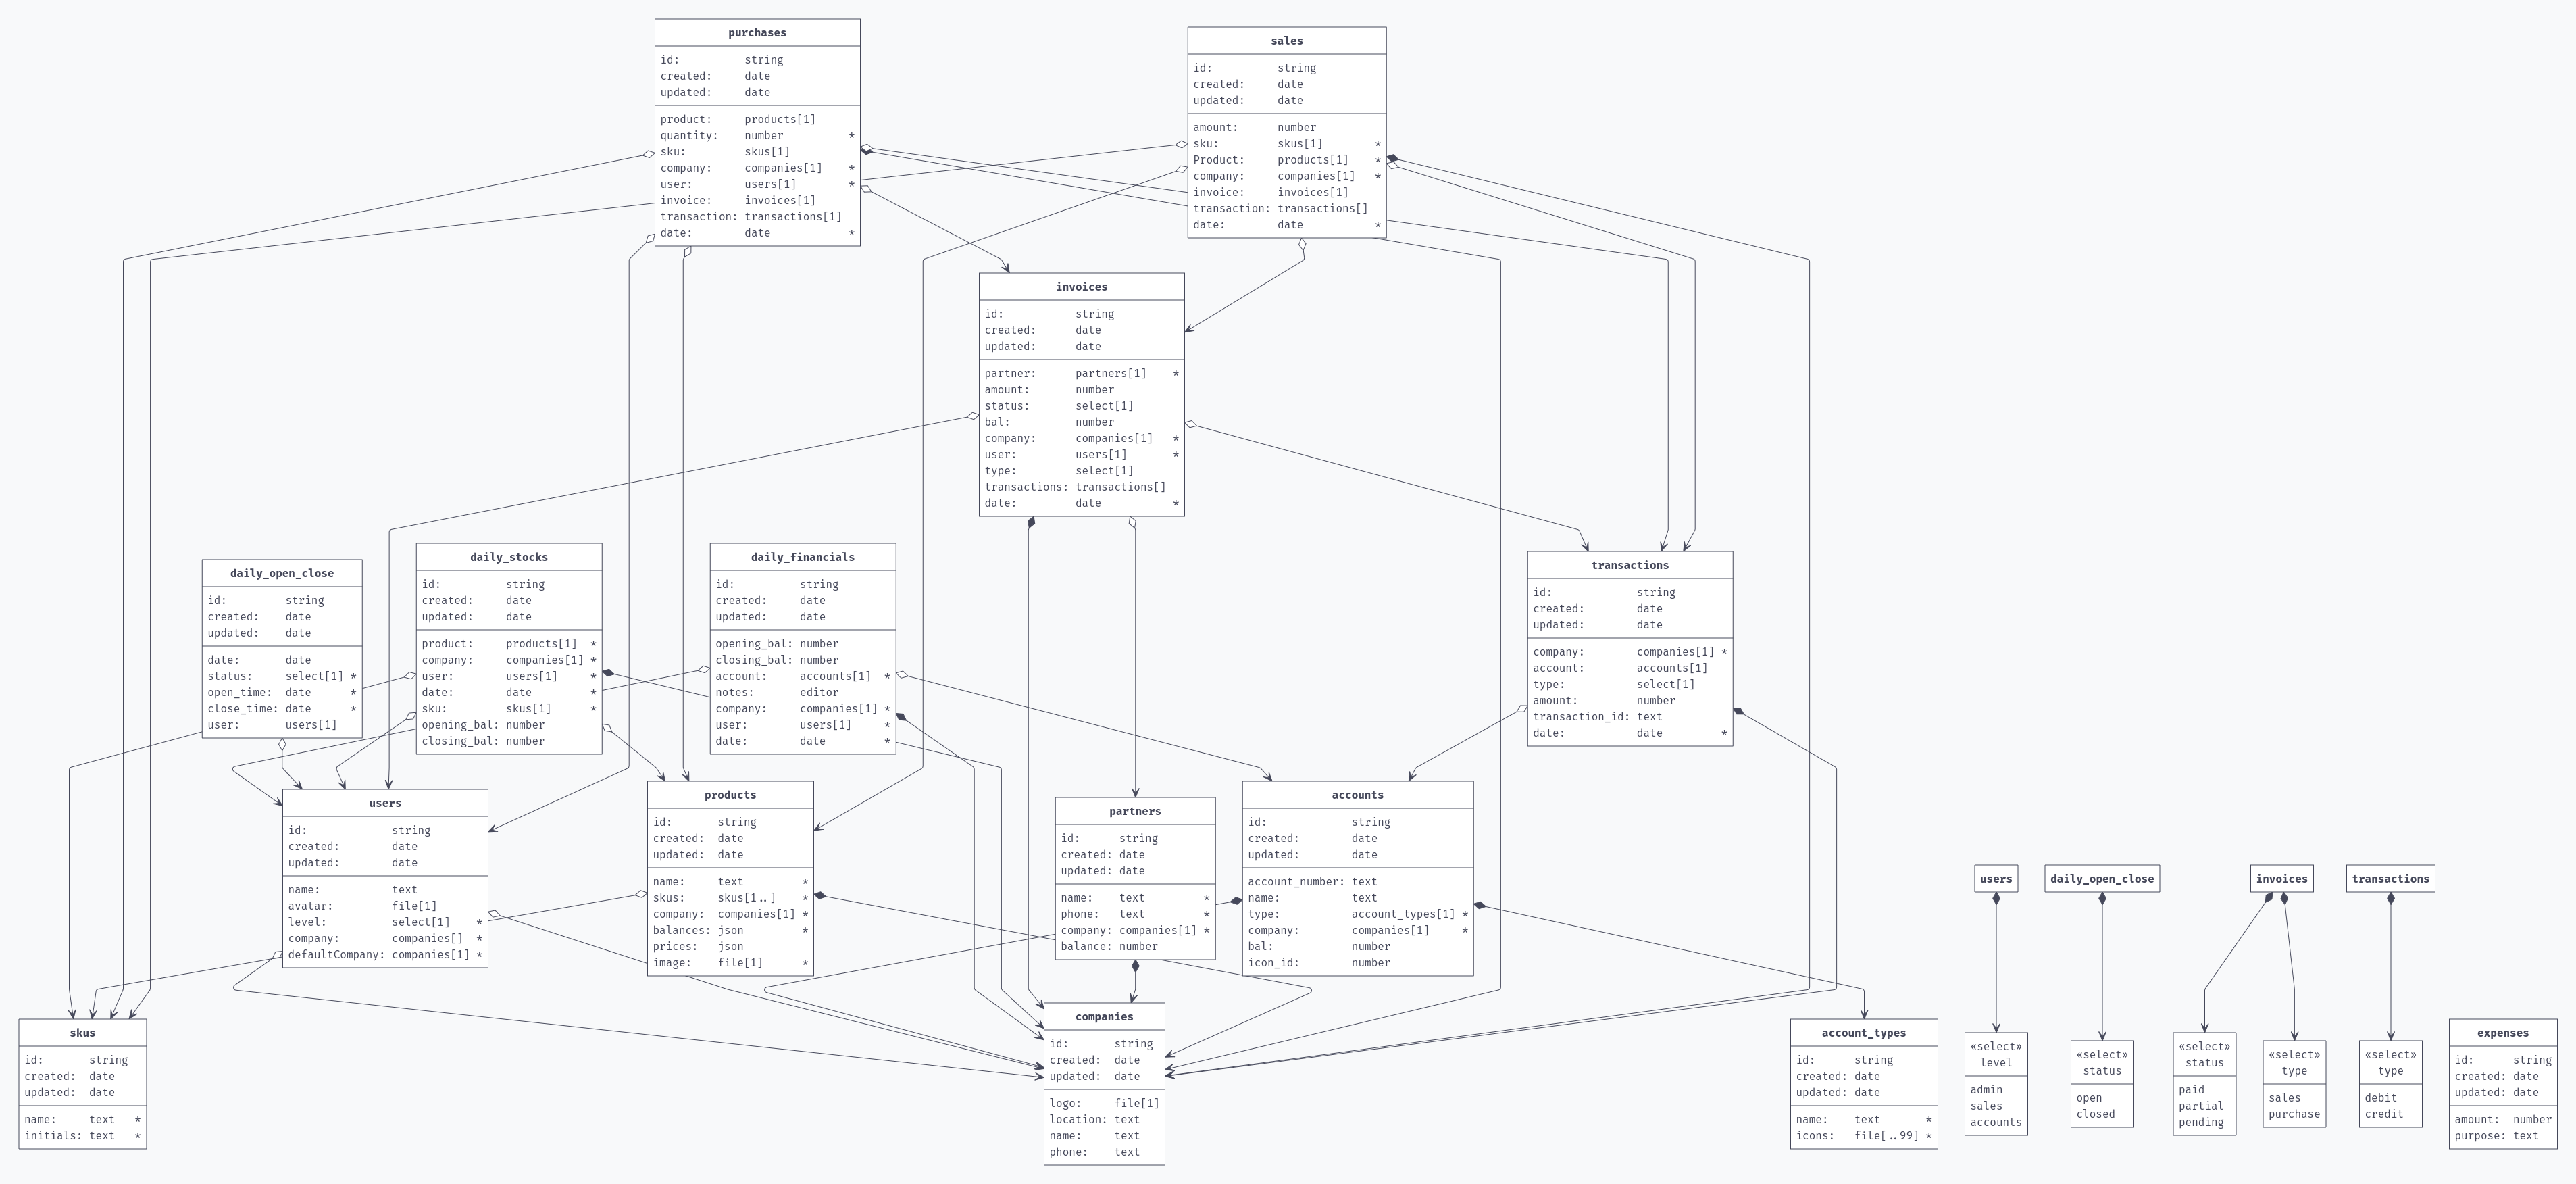 purchases
id: string
created: date
updated: date
product: products[1]
quantity: number *
sku: skus[1]
company: companies[1] *
user: users[1] *
invoice: invoices[1]
transaction: transactions[1]
date: date *
sales
id: string
created: date
updated: date
amount: number
sku: skus[1] *
Product: products[1] *
company: companies[1] *
invoice: invoices[1]
transaction: transactions[]
date: date *
invoices
id: string
created: date
updated: date
partner: partners[1] *
amount: number
status: select[1]
bal: number
company: companies[1] *
user: users[1] *
type: select[1]
transactions: transactions[]
date: date *
daily_open_close
id: string
created: date
updated: date
date: date
status: select[1] *
open_time: date *
close_time: date *
user: users[1]
daily_stocks
id: string
created: date
updated: date
product: products[1] *
company: companies[1] *
user: users[1] *
date: date *
sku: skus[1] *
opening_bal: number
closing_bal: number
daily_financials
id: string
created: date
updated: date
opening_bal: number
closing_bal: number
account: accounts[1] *
notes: editor
company: companies[1] *
user: users[1] *
date: date *
transactions
id: string
created: date
updated: date
company: companies[1] *
account: accounts[1]
type: select[1]
amount: number
transaction_id: text
date: date *
users
id: string
created: date
updated: date
name: text
avatar: file[1]
level: select[1] *
company: companies[] *
defaultCompany: companies[1] *
products
id: string
created: date
updated: date
name: text *
skus: skus[1..] *
company: companies[1] *
balances: json *
prices: json
image: file[1] *
partners
id: string
created: date
updated: date
name: text *
phone: text *
company: companies[1] *
balance: number
accounts
id: string
created: date
updated: date
account_number: text
name: text
type: account_types[1] *
company: companies[1] *
bal: number
icon_id: number
users
daily_open_close
invoices
transactions
skus
id: string
created: date
updated: date
name: text *
initials: text *
companies
id: string
created: date
updated: date
logo: file[1]
location: text
name: text
phone: text
account_types
id: string
created: date
updated: date
name: text *
icons: file[..99] *
«select»
level
admin
sales
accounts
«select»
status
open
closed
«select»
status
paid
partial
pending
«select»
type
sales
purchase
«select»
type
debit
credit
expenses
id: string
created: date
updated: date
amount: number
purpose: text